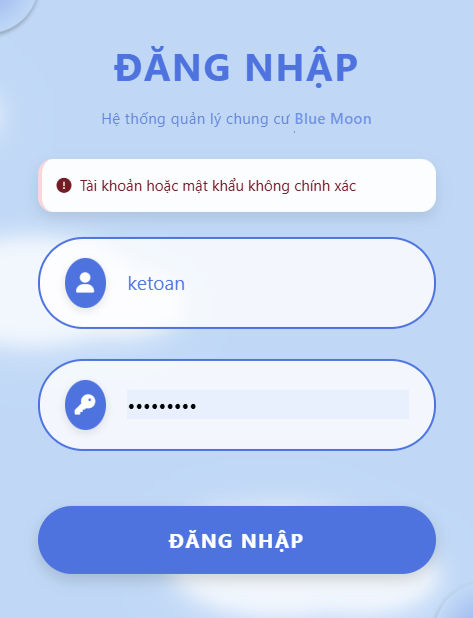 ĐĂNG NHẬP
Hệ thống quản lý chung cư Blue Moon
Tài khoản hoặc mật khẩu không chính xác
ketoan
•••••••••
ĐĂNG NHẬP